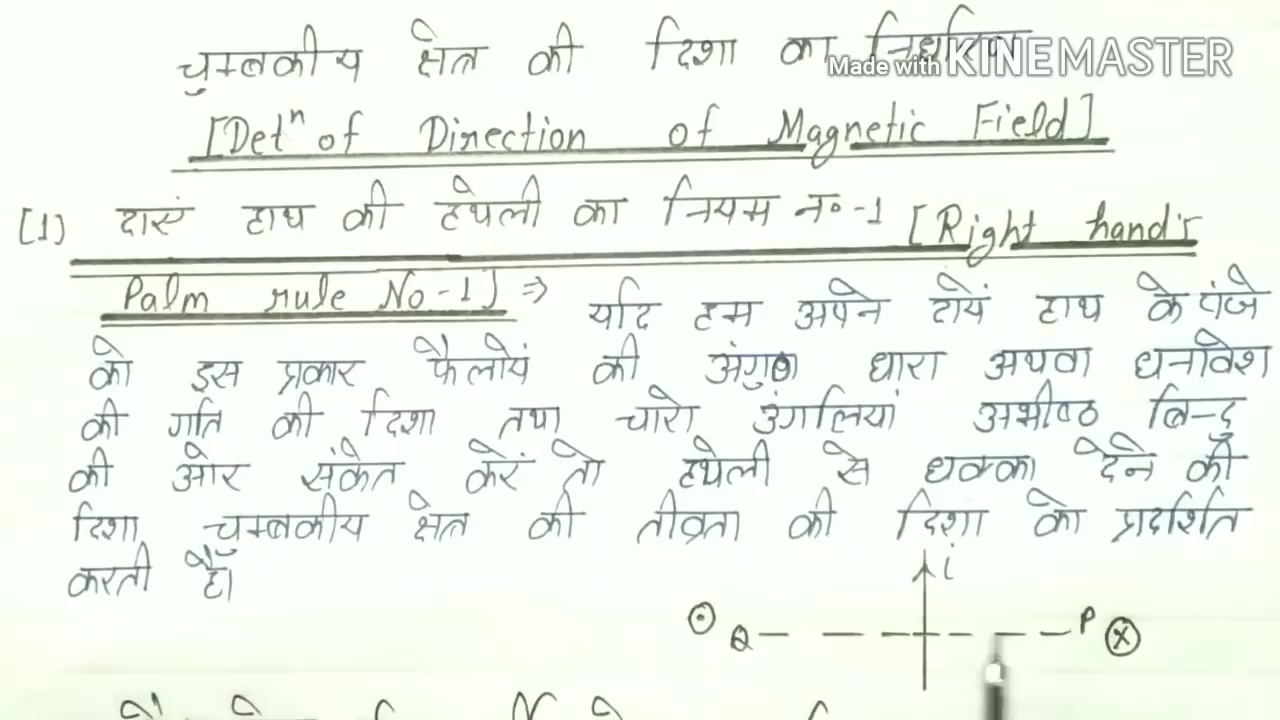 चुम्बकीय क्षेत्र की दिशा का निर्धारण
Made with KINEMASTER
[Detⁿ of Direction of Magnetic Field]
[1] दाएं हाथ की हथेली का नियम नं०-1 [Right hand's
Palm rule No-1] ⇒ यदि हम अपने दायें हाथ के पंजे
को इस प्रकार फैलायें की अंगुठा धारा अथवा धनावेश
की गति की दिशा तथा चारो उंगलियां अभीष्ठ बिन्दु
की ओर संकेत करें तो हथेली से धक्का देने की
दिशा चम्बकीय क्षेत्र की तीव्रता की दिशा को प्रदर्शित
करती हैं।
i
Q P